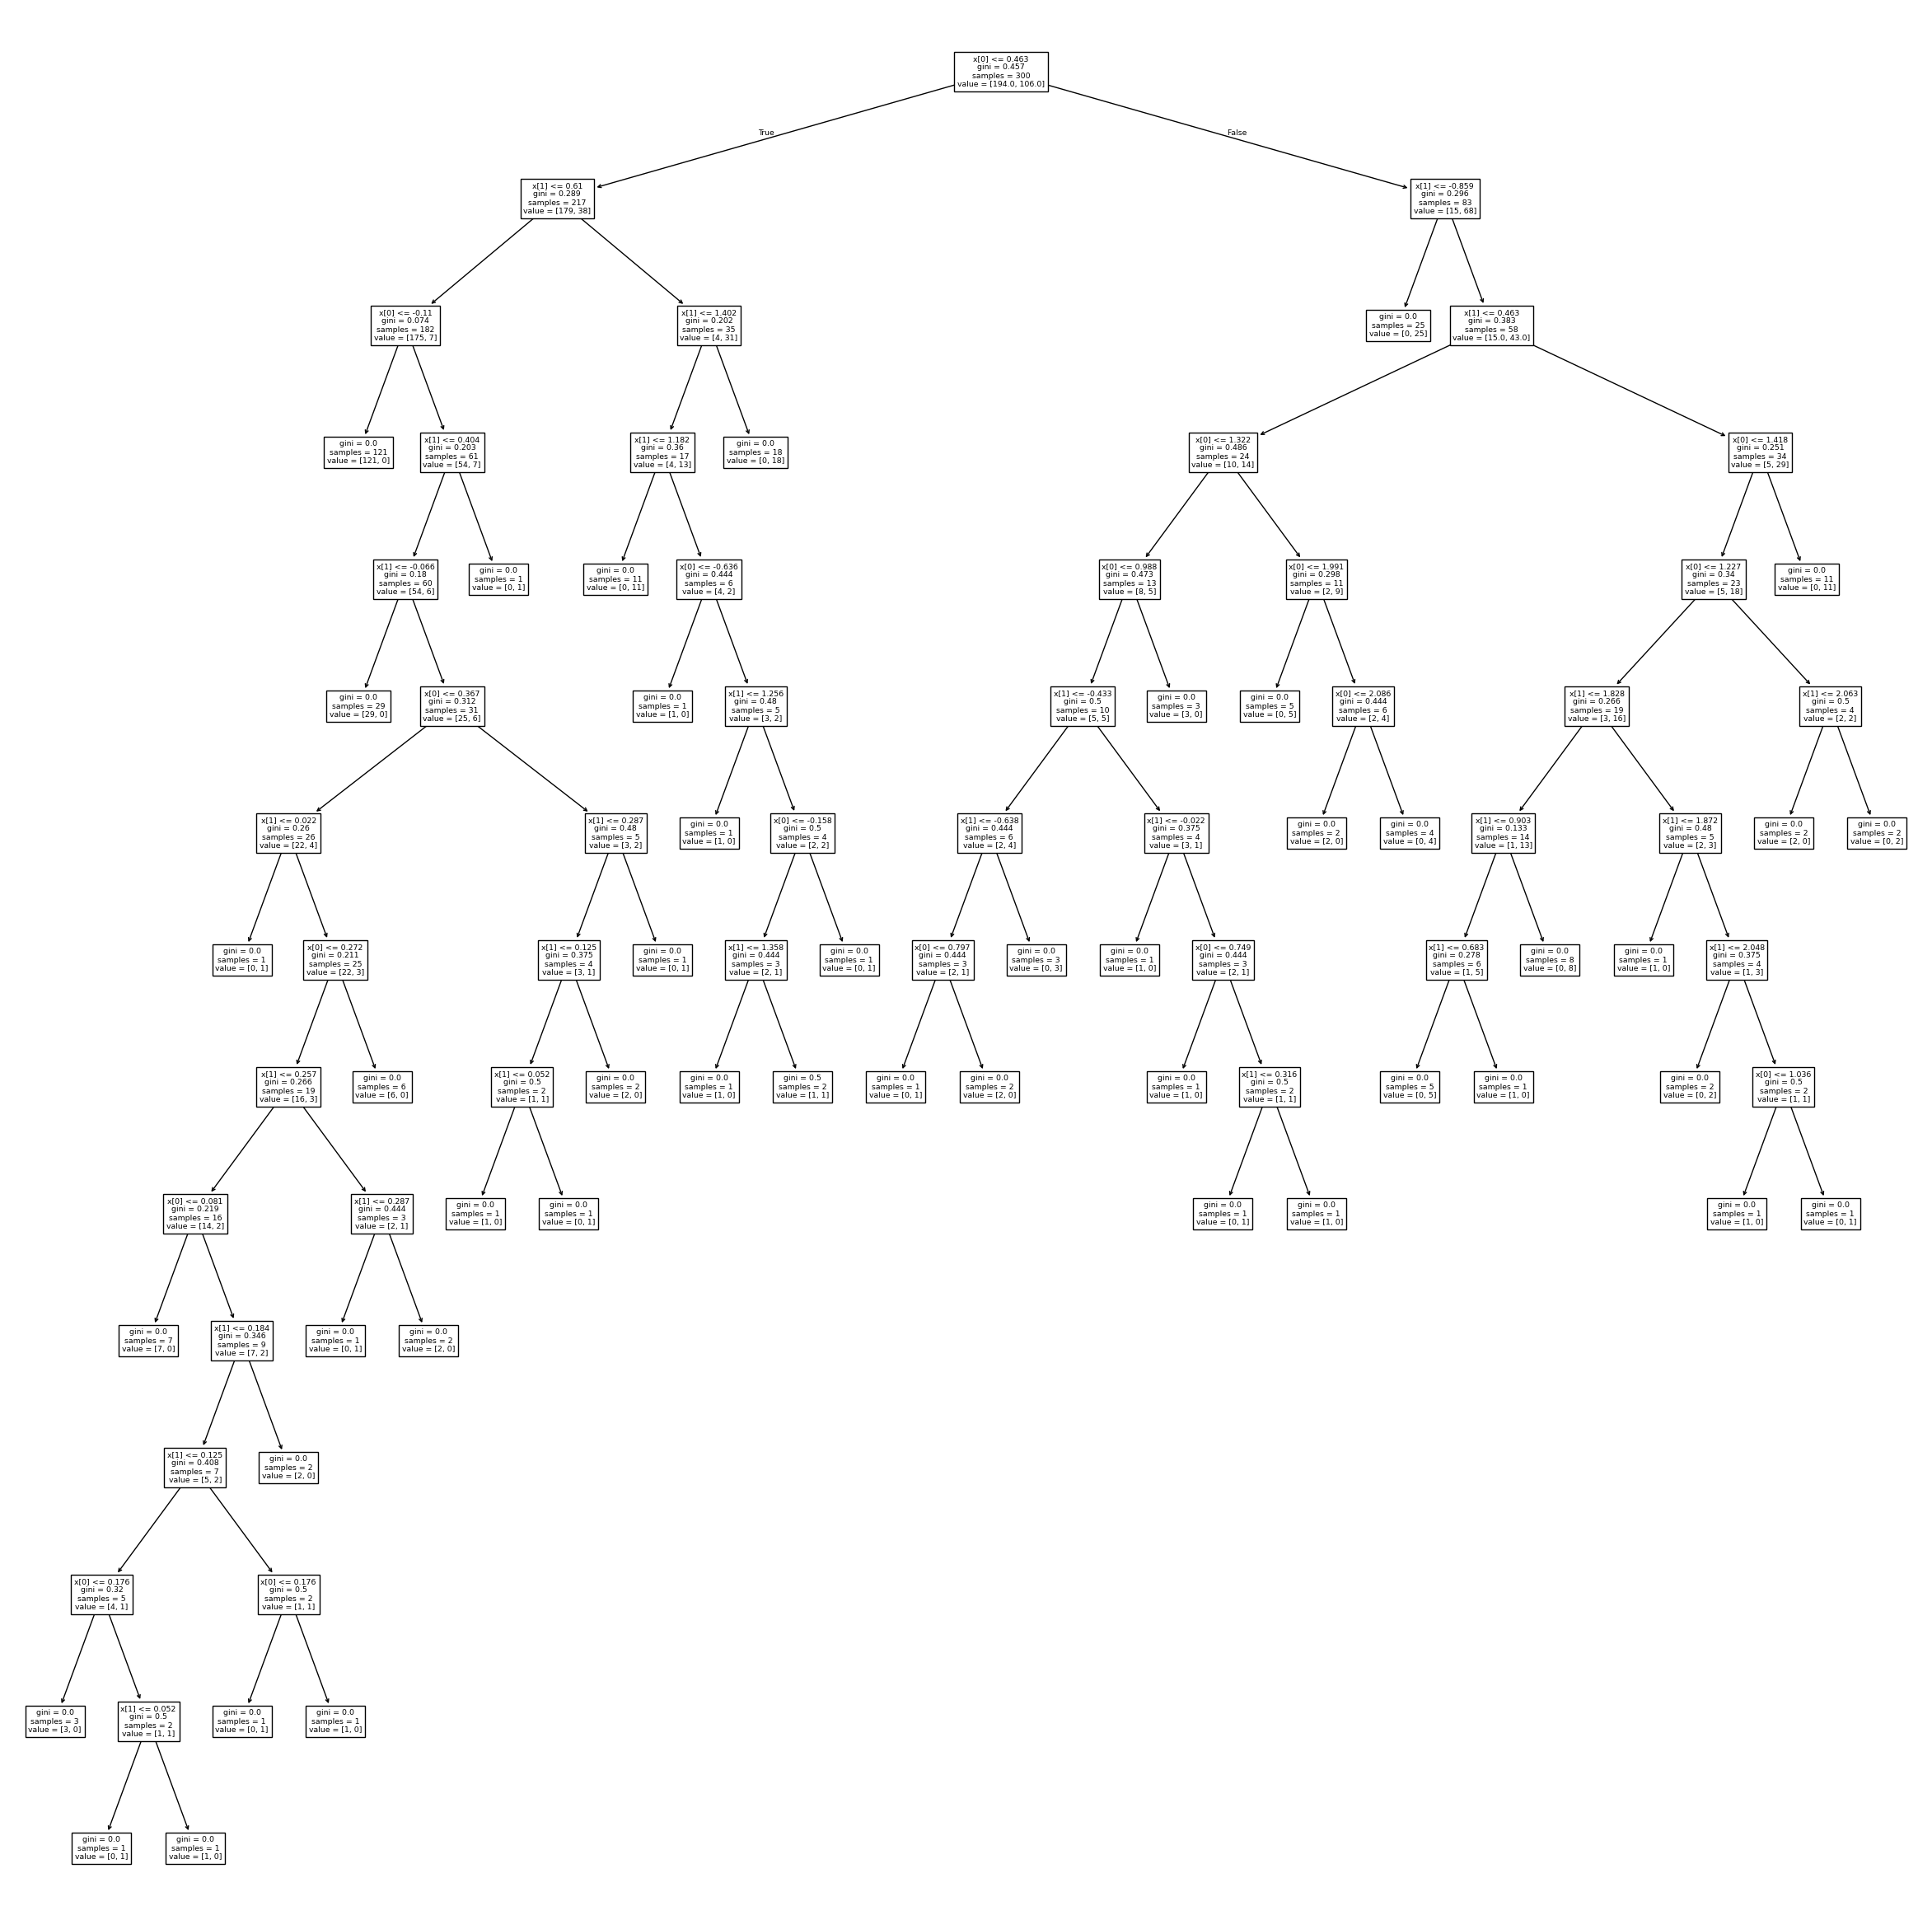 x[0] <= 0.463
gini = 0.457
samples = 300
value = [194.0, 106.0]
True
False
x[1] <= 0.61
gini = 0.289
samples = 217
value = [179, 38]
x[1] <= -0.859
gini = 0.296
samples = 83
value = [15, 68]
x[0] <= -0.11
gini = 0.074
samples = 182
value = [175, 7]
x[1] <= 1.402
gini = 0.202
samples = 35
value = [4, 31]
gini = 0.0
samples = 25
value = [0, 25]
x[1] <= 0.463
gini = 0.383
samples = 58
value = [15.0, 43.0]
gini = 0.0
samples = 121
value = [121, 0]
x[1] <= 0.404
gini = 0.203
samples = 61
value = [54, 7]
x[1] <= 1.182
gini = 0.36
samples = 17
value = [4, 13]
gini = 0.0
samples = 18
value = [0, 18]
x[0] <= 1.322
gini = 0.486
samples = 24
value = [10, 14]
x[0] <= 1.418
gini = 0.251
samples = 34
value = [5, 29]
x[1] <= -0.066
gini = 0.18
samples = 60
value = [54, 6]
gini = 0.0
samples = 1
value = [0, 1]
gini = 0.0
samples = 11
value = [0, 11]
x[0] <= -0.636
gini = 0.444
samples = 6
value = [4, 2]
x[0] <= 0.988
gini = 0.473
samples = 13
value = [8, 5]
x[0] <= 1.991
gini = 0.298
samples = 11
value = [2, 9]
x[0] <= 1.227
gini = 0.34
samples = 23
value = [5, 18]
gini = 0.0
samples = 11
value = [0, 11]
gini = 0.0
samples = 29
value = [29, 0]
x[0] <= 0.367
gini = 0.312
samples = 31
value = [25, 6]
gini = 0.0
samples = 1
value = [1, 0]
x[1] <= 1.256
gini = 0.48
samples = 5
value = [3, 2]
x[1] <= -0.433
gini = 0.5
samples = 10
value = [5, 5]
gini = 0.0
samples = 3
value = [3, 0]
gini = 0.0
samples = 5
value = [0, 5]
x[0] <= 2.086
gini = 0.444
samples = 6
value = [2, 4]
x[1] <= 1.828
gini = 0.266
samples = 19
value = [3, 16]
x[1] <= 2.063
gini = 0.5
samples = 4
value = [2, 2]
x[1] <= 0.022
gini = 0.26
samples = 26
value = [22, 4]
x[1] <= 0.287
gini = 0.48
samples = 5
value = [3, 2]
gini = 0.0
samples = 1
value = [1, 0]
x[0] <= -0.158
gini = 0.5
samples = 4
value = [2, 2]
x[1] <= -0.638
gini = 0.444
samples = 6
value = [2, 4]
x[1] <= -0.022
gini = 0.375
samples = 4
value = [3, 1]
gini = 0.0
samples = 2
value = [2, 0]
gini = 0.0
samples = 4
value = [0, 4]
x[1] <= 0.903
gini = 0.133
samples = 14
value = [1, 13]
x[1] <= 1.872
gini = 0.48
samples = 5
value = [2, 3]
gini = 0.0
samples = 2
value = [2, 0]
gini = 0.0
samples = 2
value = [0, 2]
gini = 0.0
samples = 1
value = [0, 1]
x[0] <= 0.272
gini = 0.211
samples = 25
value = [22, 3]
x[1] <= 0.125
gini = 0.375
samples = 4
value = [3, 1]
gini = 0.0
samples = 1
value = [0, 1]
x[1] <= 1.358
gini = 0.444
samples = 3
value = [2, 1]
gini = 0.0
samples = 1
value = [0, 1]
x[0] <= 0.797
gini = 0.444
samples = 3
value = [2, 1]
gini = 0.0
samples = 3
value = [0, 3]
gini = 0.0
samples = 1
value = [1, 0]
x[0] <= 0.749
gini = 0.444
samples = 3
value = [2, 1]
x[1] <= 0.683
gini = 0.278
samples = 6
value = [1, 5]
gini = 0.0
samples = 8
value = [0, 8]
gini = 0.0
samples = 1
value = [1, 0]
x[1] <= 2.048
gini = 0.375
samples = 4
value = [1, 3]
x[1] <= 0.257
gini = 0.266
samples = 19
value = [16, 3]
gini = 0.0
samples = 6
value = [6, 0]
x[1] <= 0.052
gini = 0.5
samples = 2
value = [1, 1]
gini = 0.0
samples = 2
value = [2, 0]
gini = 0.0
samples = 1
value = [1, 0]
gini = 0.5
samples = 2
value = [1, 1]
gini = 0.0
samples = 1
value = [0, 1]
gini = 0.0
samples = 2
value = [2, 0]
gini = 0.0
samples = 1
value = [1, 0]
x[1] <= 0.316
gini = 0.5
samples = 2
value = [1, 1]
gini = 0.0
samples = 5
value = [0, 5]
gini = 0.0
samples = 1
value = [1, 0]
gini = 0.0
samples = 2
value = [0, 2]
x[0] <= 1.036
gini = 0.5
samples = 2
value = [1, 1]
x[0] <= 0.081
gini = 0.219
samples = 16
value = [14, 2]
x[1] <= 0.287
gini = 0.444
samples = 3
value = [2, 1]
gini = 0.0
samples = 1
value = [1, 0]
gini = 0.0
samples = 1
value = [0, 1]
gini = 0.0
samples = 1
value = [0, 1]
gini = 0.0
samples = 1
value = [1, 0]
gini = 0.0
samples = 1
value = [1, 0]
gini = 0.0
samples = 1
value = [0, 1]
gini = 0.0
samples = 7
value = [7, 0]
x[1] <= 0.184
gini = 0.346
samples = 9
value = [7, 2]
gini = 0.0
samples = 1
value = [0, 1]
gini = 0.0
samples = 2
value = [2, 0]
x[1] <= 0.125
gini = 0.408
samples = 7
value = [5, 2]
gini = 0.0
samples = 2
value = [2, 0]
x[0] <= 0.176
gini = 0.32
samples = 5
value = [4, 1]
x[0] <= 0.176
gini = 0.5
samples = 2
value = [1, 1]
gini = 0.0
samples = 3
value = [3, 0]
x[1] <= 0.052
gini = 0.5
samples = 2
value = [1, 1]
gini = 0.0
samples = 1
value = [0, 1]
gini = 0.0
samples = 1
value = [1, 0]
gini = 0.0
samples = 1
value = [0, 1]
gini = 0.0
samples = 1
value = [1, 0]